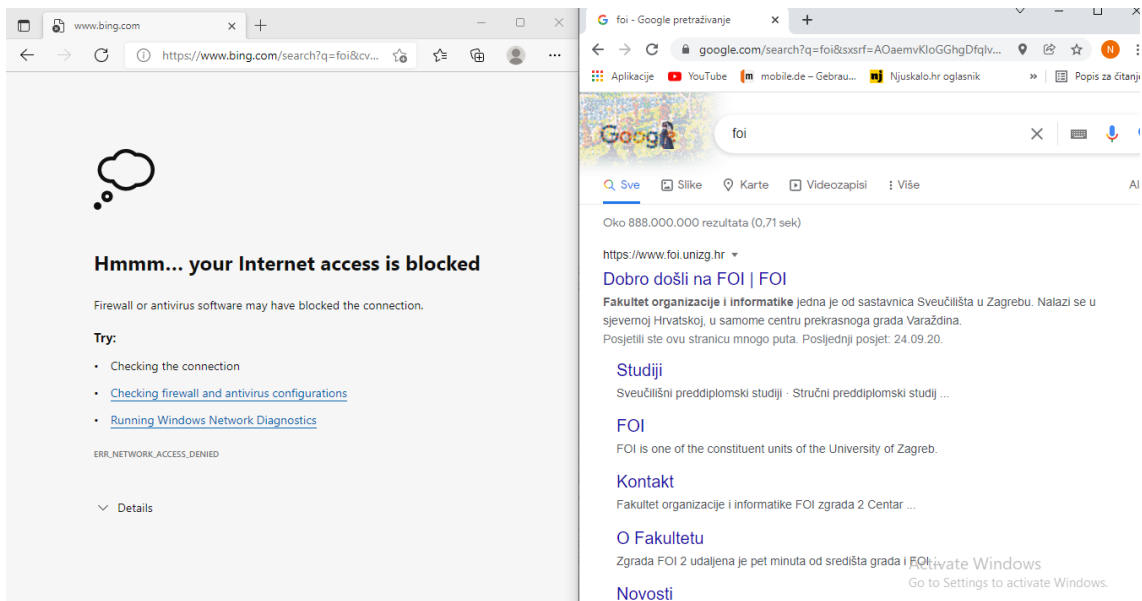 www.bing.com
https://www.bing.com/search?q=foi&cv...
Hmmm... your Internet access is blocked
Firewall or antivirus software may have blocked the connection.
Try:
• Checking the connection
• Checking firewall and antivirus configurations
• Running Windows Network Diagnostics
ERR_NETWORK_ACCESS_DENIED
Details
foi - Google pretraživanje
google.com/search?q=foi&sxsrf=AOaemvKIoGGhgDfqlv...
N
Aplikacije YouTube mobile.de – Gebrau... Njuskalo.hr oglasnik » Popis za čitanje
Google
foi
Sve Slike Karte Videozapisi Više Al
Oko 888.000.000 rezultata (0,71 sek)
https://www.foi.unizg.hr
Dobro došli na FOI | FOI
Fakultet organizacije i informatike jedna je od sastavnica Sveučilišta u Zagrebu. Nalazi se u
sjevernoj Hrvatskoj, u samome centru prekrasnoga grada Varaždina.
Posjetili ste ovu stranicu mnogo puta. Posljednji posjet: 24.09.20.
Studiji
Sveučilišni preddiplomski studiji · Stručni preddiplomski studij ...
FOI
FOI is one of the constituent units of the University of Zagreb.
Kontakt
Fakultet organizacije i informatike FOI zgrada 2 Centar ...
O Fakultetu
Zgrada FOI 2 udaljena je pet minuta od središta grada i FOI ...
Novosti
Activate Windows
Go to Settings to activate Windows.